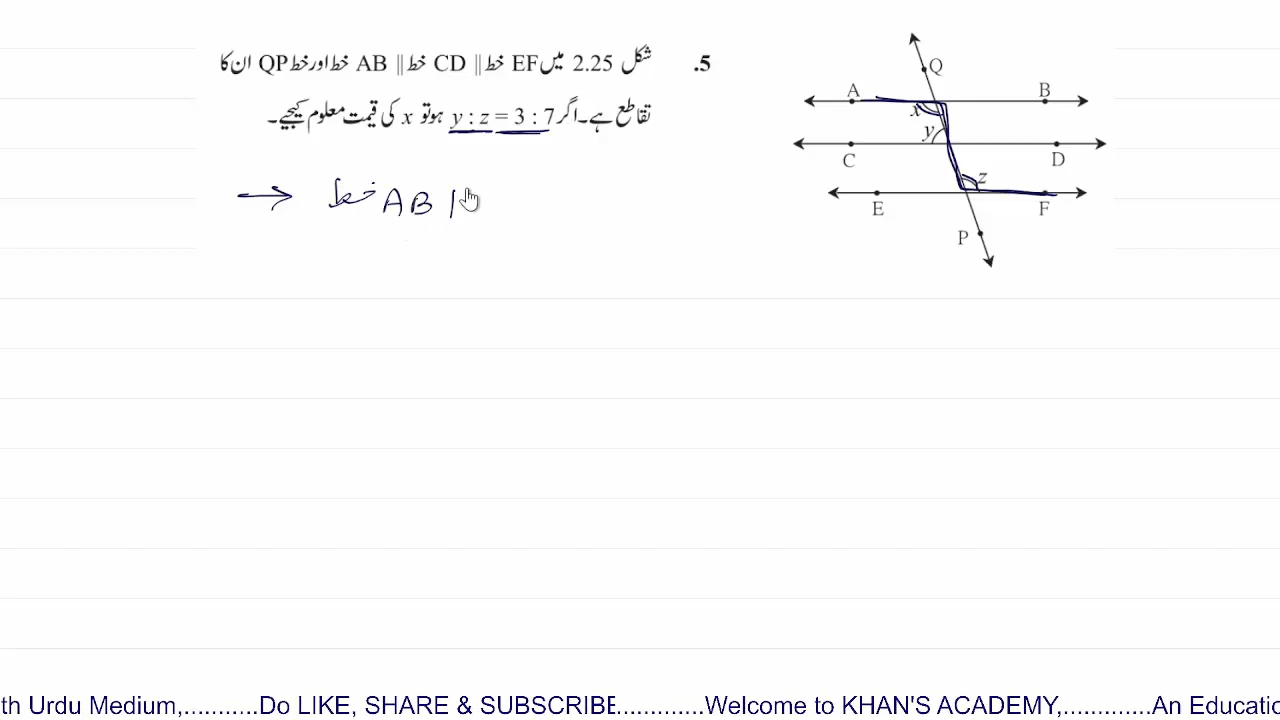 5. شکل 2.25 میں EF خط || CD خط || AB خط اور خط QP ان کا
تقاطع ہے۔ اگر y : z = 3 : 7 ہو تو x کی قیمت معلوم کیجیے۔
Q
A B
x
y
C D
z
E F
P
→ خط AB |
th Urdu Medium,...........Do LIKE, SHARE & SUBSCRIBE.............Welcome to KHAN'S ACADEMY,.............An Educatio